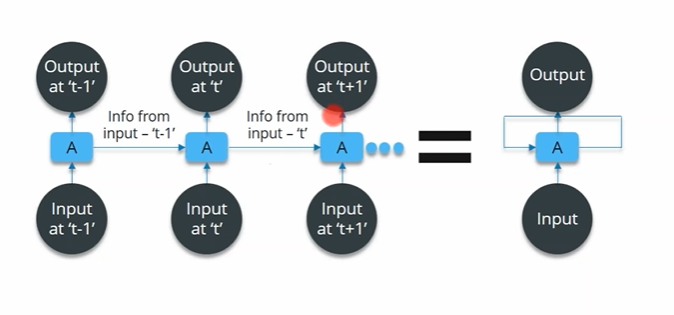 Output
at ‘t-1’
Output
at ‘t’
Output
at ‘t+1’
Output
Info from
input – ‘t-1’
Info from
input – ‘t’
A
A
A
A
Input
at ‘t-1’
Input
at ‘t’
Input
at ‘t+1’
Input